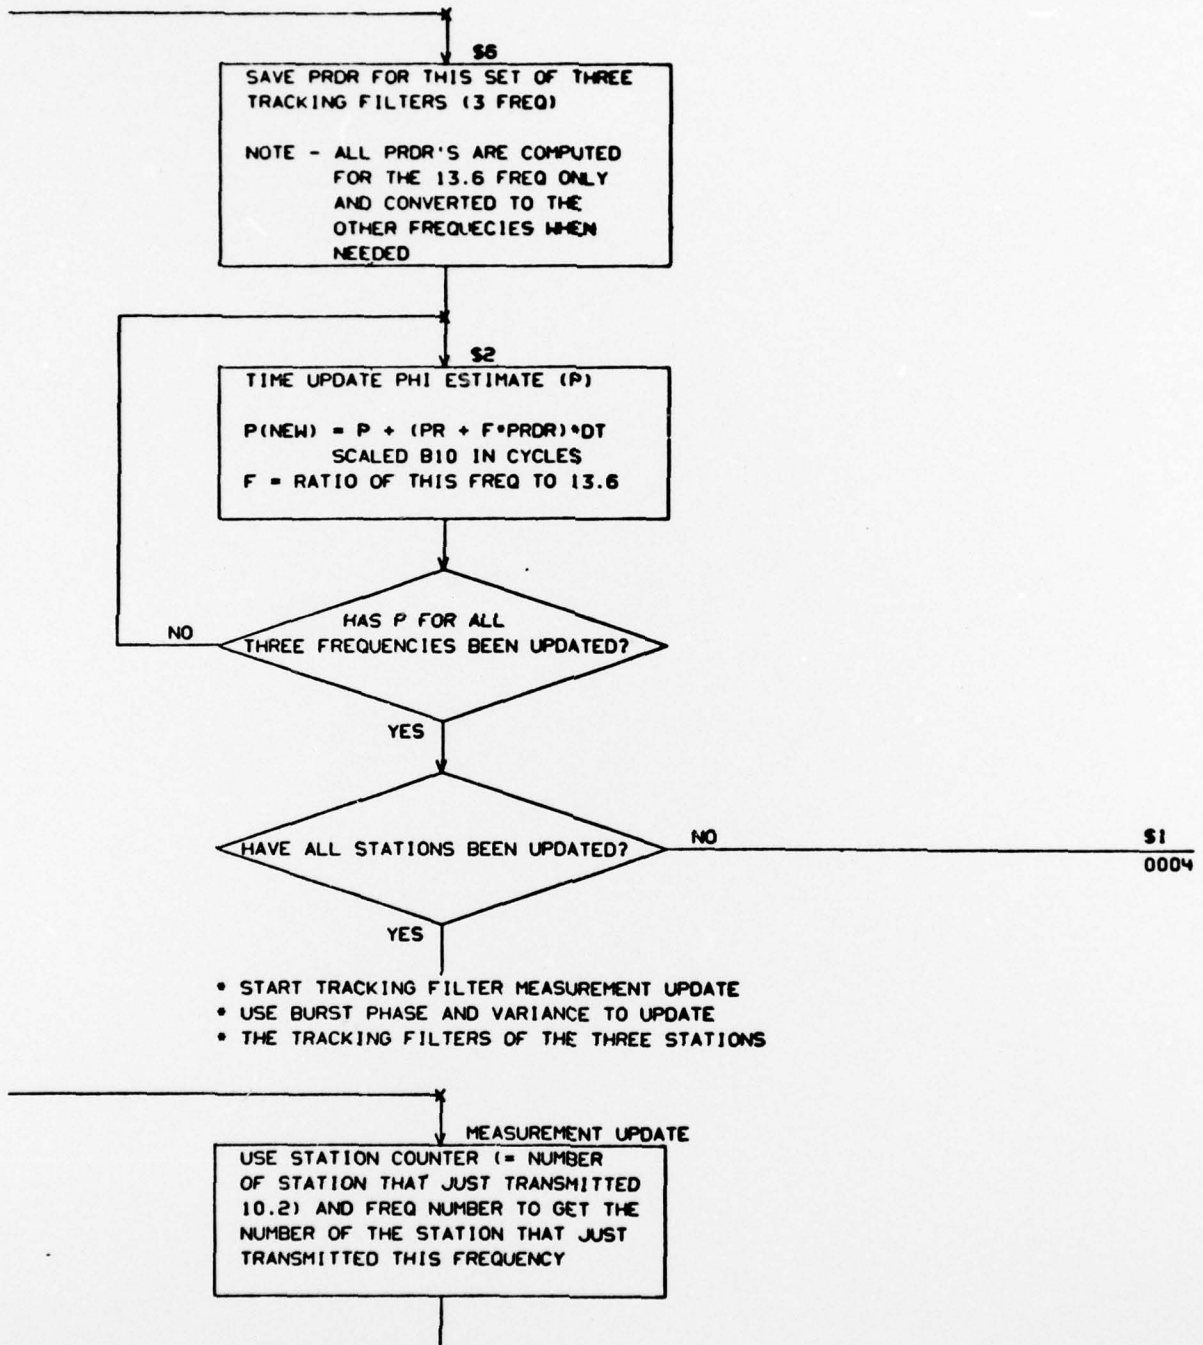 $6
SAVE PRDR FOR THIS SET OF THREE
TRACKING FILTERS (3 FREQ)
NOTE - ALL PRDR'S ARE COMPUTED
FOR THE 13.6 FREQ ONLY
AND CONVERTED TO THE
OTHER FREQUECIES WHEN
NEEDED
$2
TIME UPDATE PHI ESTIMATE (P)
P(NEW) = P + (PR + F*PRDR)*DT
SCALED B10 IN CYCLES
F = RATIO OF THIS FREQ TO 13.6
HAS P FOR ALL
THREE FREQUENCIES BEEN UPDATED?
NO
YES
HAVE ALL STATIONS BEEN UPDATED?
NO
$1
0004
YES
* START TRACKING FILTER MEASUREMENT UPDATE
* USE BURST PHASE AND VARIANCE TO UPDATE
* THE TRACKING FILTERS OF THE THREE STATIONS
MEASUREMENT UPDATE
USE STATION COUNTER (= NUMBER
OF STATION THAT JUST TRANSMITTED
10.2) AND FREQ NUMBER TO GET THE
NUMBER OF THE STATION THAT JUST
TRANSMITTED THIS FREQUENCY